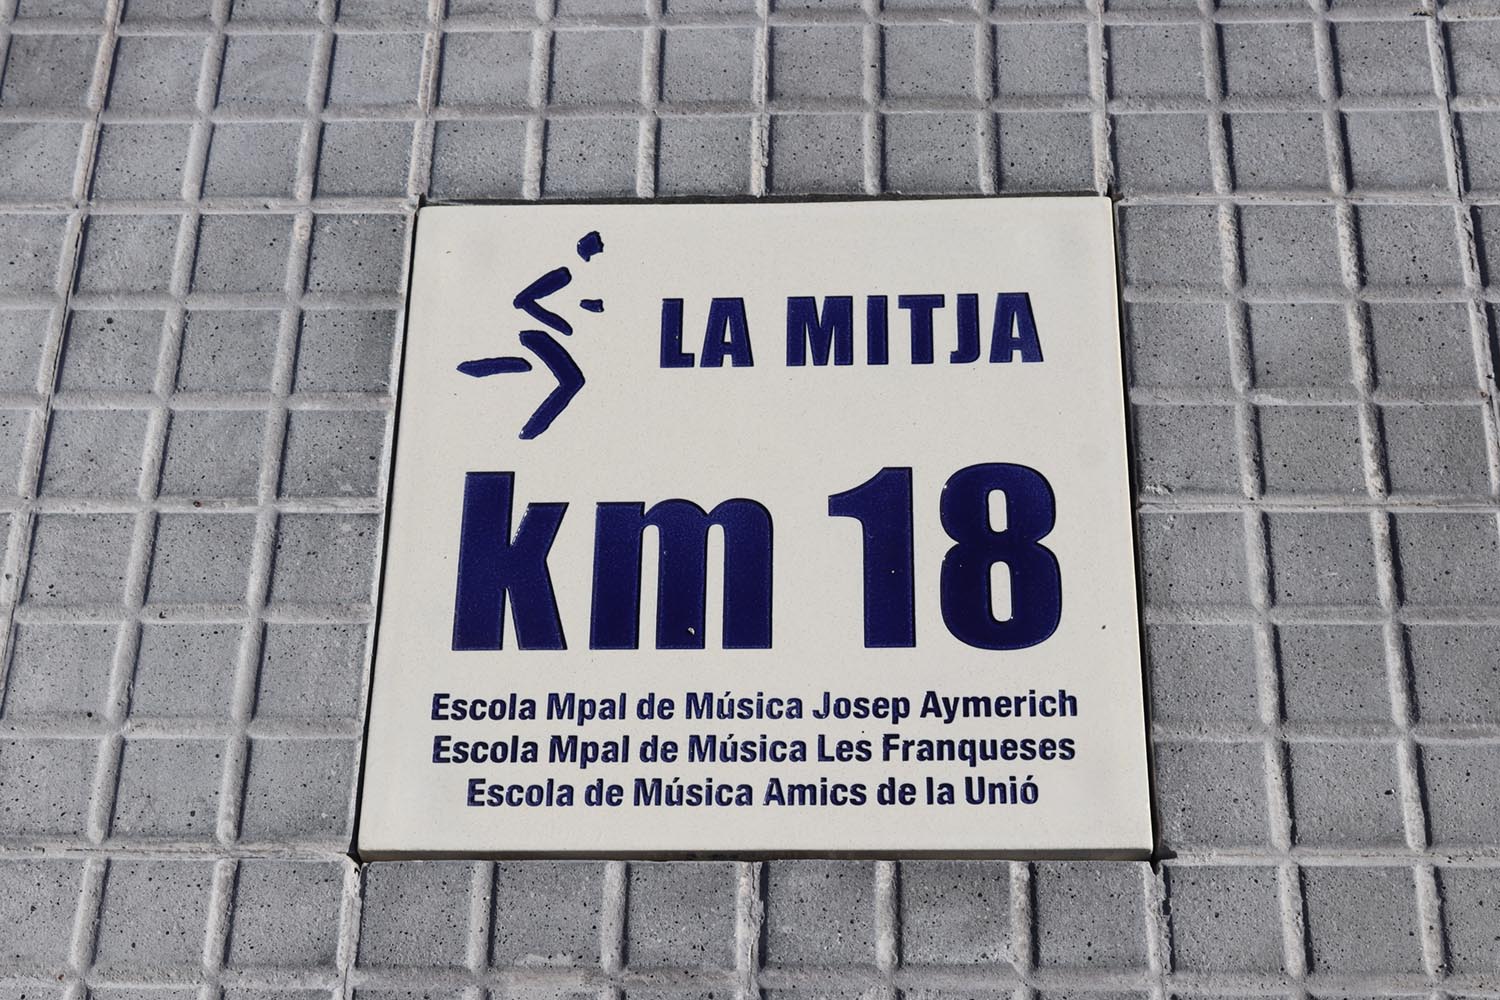 LA MITJA
km 18
Escola Mpal de Música Josep Aymerich
Escola Mpal de Música Les Franqueses
Escola de Música Amics de la Unió